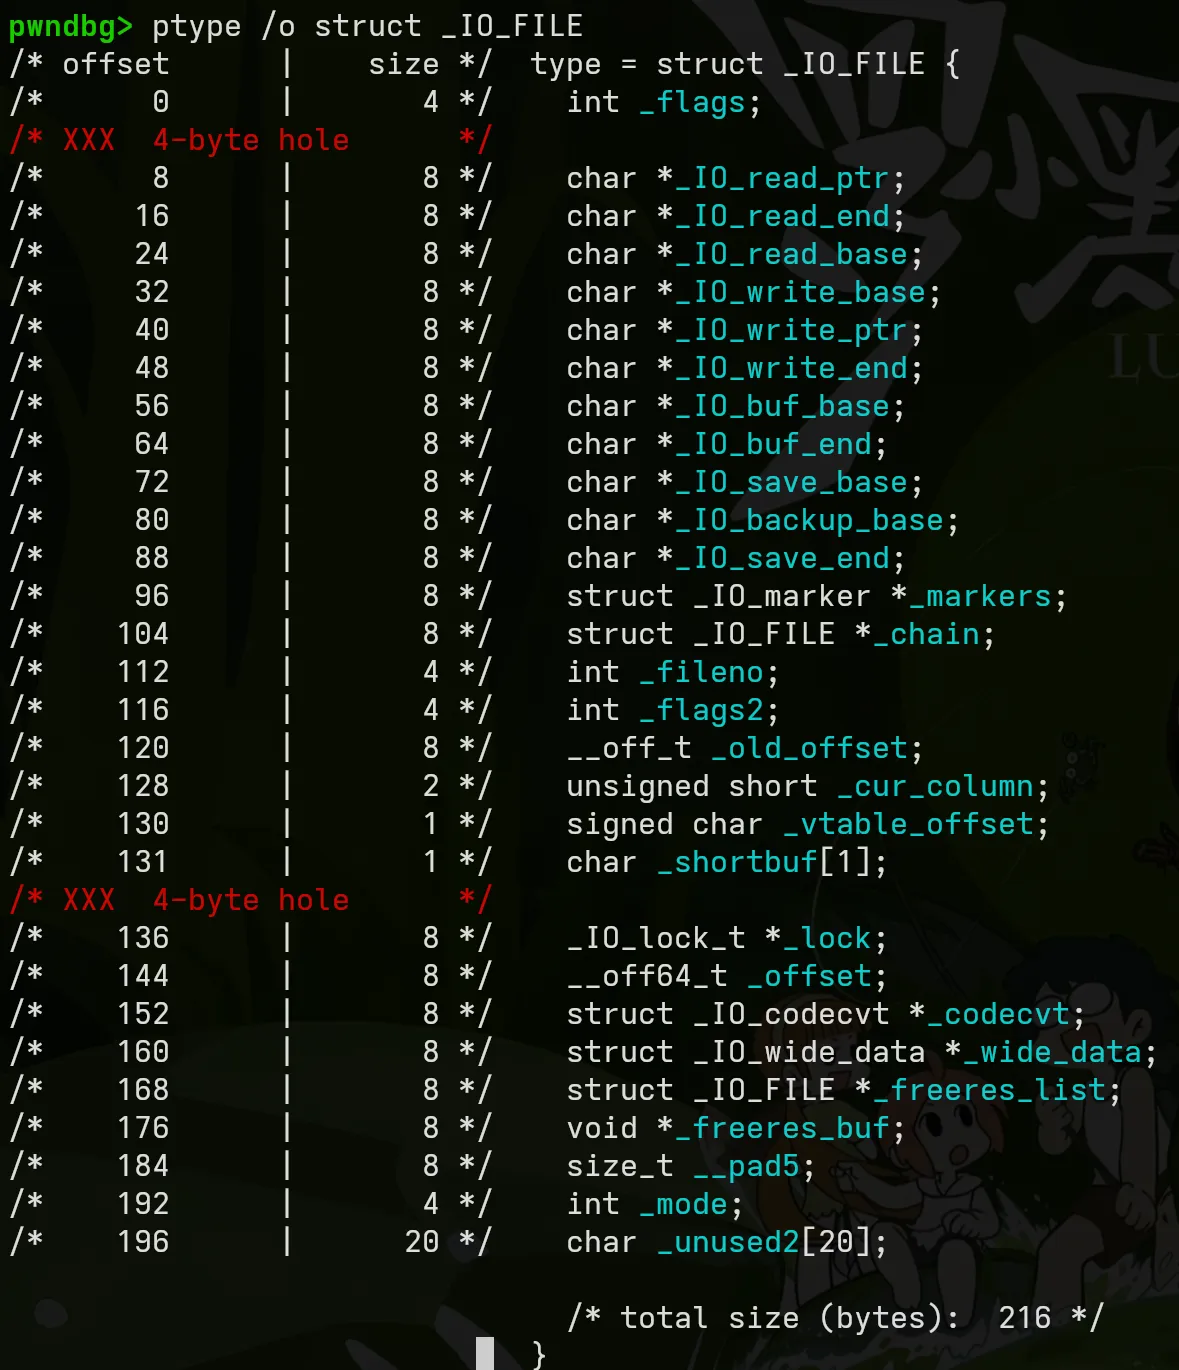 pwndbg> ptype /o struct _IO_FILE
/* offset      |    size */  type = struct _IO_FILE {
/*      0      |       4 */    int _flags;
/* XXX  4-byte hole      */
/*      8      |       8 */    char *_IO_read_ptr;
/*     16      |       8 */    char *_IO_read_end;
/*     24      |       8 */    char *_IO_read_base;
/*     32      |       8 */    char *_IO_write_base;
/*     40      |       8 */    char *_IO_write_ptr;
/*     48      |       8 */    char *_IO_write_end;
/*     56      |       8 */    char *_IO_buf_base;
/*     64      |       8 */    char *_IO_buf_end;
/*     72      |       8 */    char *_IO_save_base;
/*     80      |       8 */    char *_IO_backup_base;
/*     88      |       8 */    char *_IO_save_end;
/*     96      |       8 */    struct _IO_marker *_markers;
/*    104      |       8 */    struct _IO_FILE *_chain;
/*    112      |       4 */    int _fileno;
/*    116      |       4 */    int _flags2;
/*    120      |       8 */    __off_t _old_offset;
/*    128      |       2 */    unsigned short _cur_column;
/*    130      |       1 */    signed char _vtable_offset;
/*    131      |       1 */    char _shortbuf[1];
/* XXX  4-byte hole      */
/*    136      |       8 */    _IO_lock_t *_lock;
/*    144      |       8 */    __off64_t _offset;
/*    152      |       8 */    struct _IO_codecvt *_codecvt;
/*    160      |       8 */    struct _IO_wide_data *_wide_data;
/*    168      |       8 */    struct _IO_FILE *_freeres_list;
/*    176      |       8 */    void *_freeres_buf;
/*    184      |       8 */    size_t __pad5;
/*    192      |       4 */    int _mode;
/*    196      |      20 */    char _unused2[20];
/* total size (bytes):  216 */
}
小黑
LU